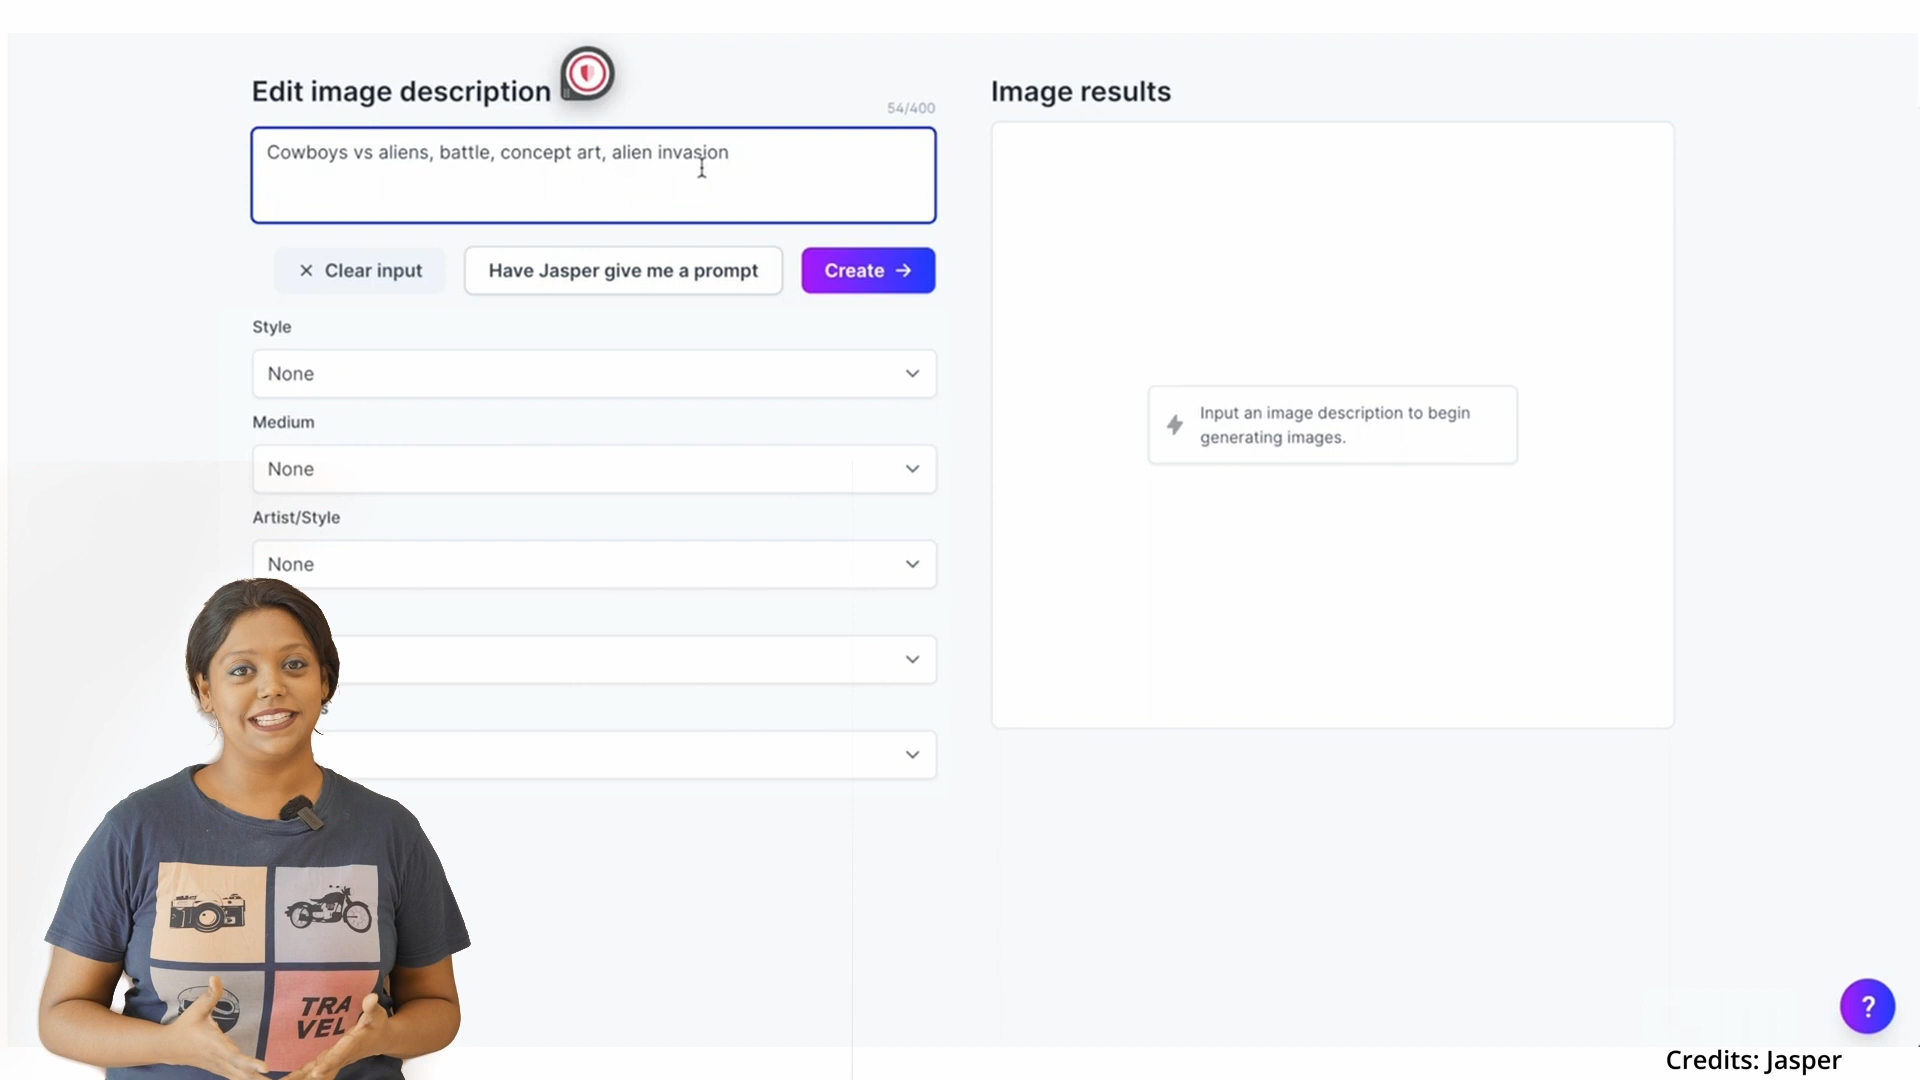 Edit image description
54/400
Cowboys vs aliens, battle, concept art, alien invasion
Clear input
Have Jasper give me a prompt
Create
Style
None
Medium
None
Artist/Style
None
s
Image results
Input an image description to begin
generating images.
TRA
VEL
?
Credits: Jasper